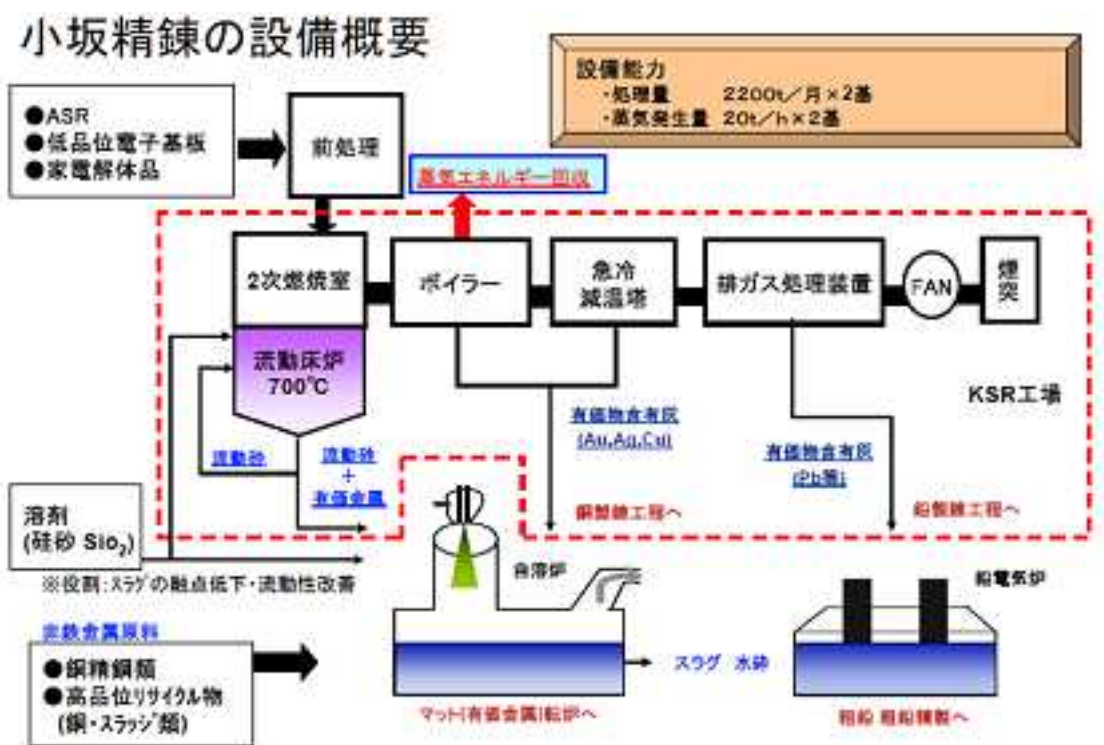 小坂精錬の設備概要
設備能力
・処理量 2200t/月×2基
・蒸気発生量 20t/h×2基
●ASR
●低品位電子基板
●家電解体品
前処理
蒸気エネルギー回収
2次燃焼室
ボイラー
急冷
減温塔
排ガス処理装置
FAN
煙突
流動床炉
700℃
KSR工場
有価物含有灰
(Au,Ag,Cu)
有価物含有灰
(Pb等)
流動砂
流動砂
+
有価金属
溶剤
(硅砂 Sio₂)
銅製錬工程へ
鉛製錬工程へ
※役割:スラグの融点低下・流動性改善
自溶炉
鉛電気炉
非鉄金属原料
●銅精鋼類
●高品位リサイクル物
(銅・スラッジ類)
スラグ 水砕
マット(有価金属)転炉へ
粗鉛 粗鉛精製へ